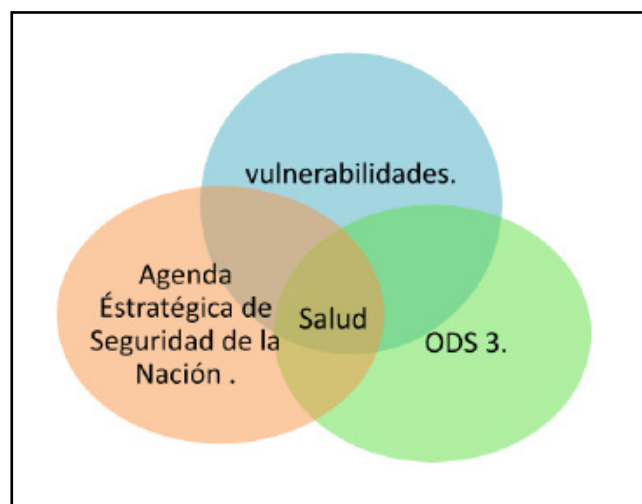 vulnerabilidades.
Agenda
Éstratégica de
Seguridad de la
Nación .
Salud
ODS 3.